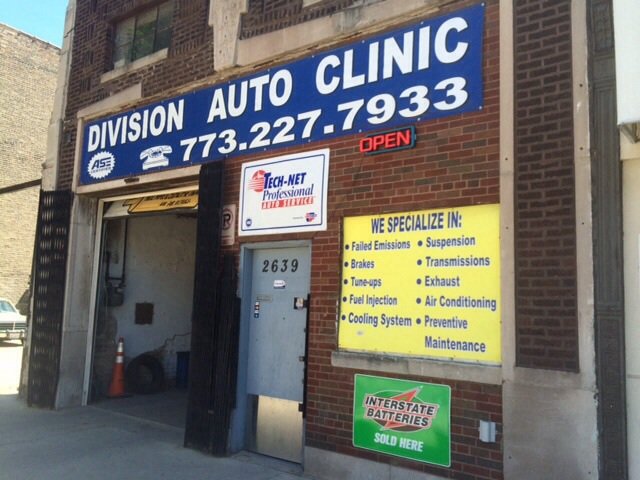 DIVISION AUTO CLINIC
773.227.7933
ASE
OPEN
TECH-NET
Professional
AUTO SERVICE
2639
WE SPECIALIZE IN:
• Failed Emissions
• Brakes
• Tune-ups
• Fuel Injection
• Cooling System
• Suspension
• Transmissions
• Exhaust
• Air Conditioning
• Preventive
Maintenance
INTERSTATE
BATTERIES
SOLD HERE